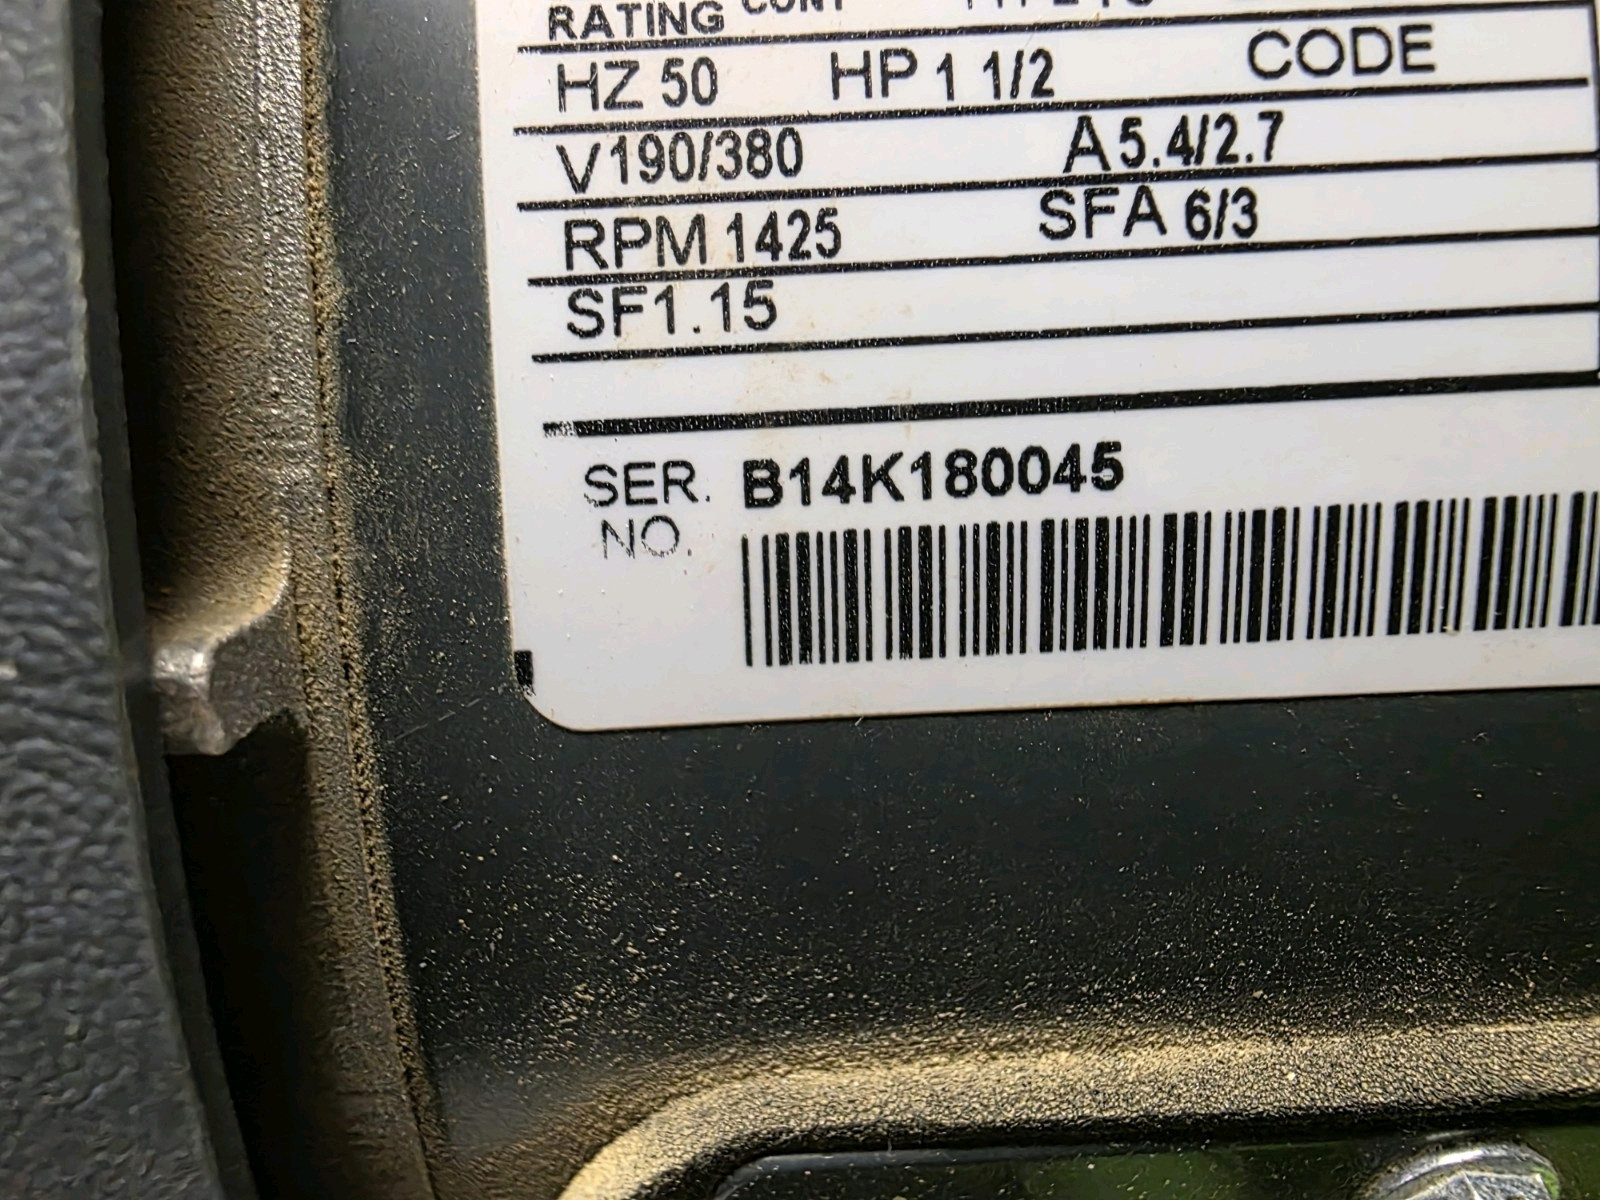 RATING CONT
HZ 50 HP 1 1/2 CODE
V190/380 A 5.4/2.7
RPM 1425 SFA 6/3
SF1.15
SER. B14K180045
NO.